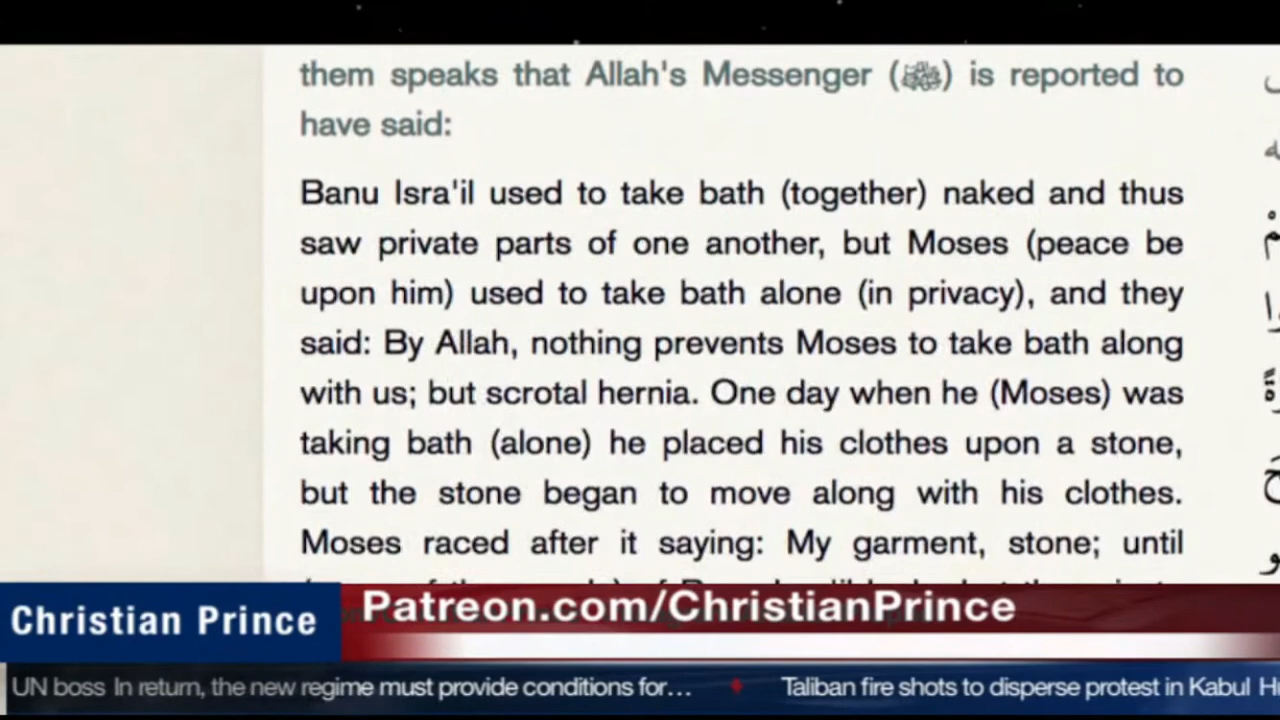 them speaks that Allah's Messenger (ﷺ) is reported to
have said:
Banu Isra'il used to take bath (together) naked and thus
saw private parts of one another, but Moses (peace be
upon him) used to take bath alone (in privacy), and they
said: By Allah, nothing prevents Moses to take bath along
with us; but scrotal hernia. One day when he (Moses) was
taking bath (alone) he placed his clothes upon a stone,
but the stone began to move along with his clothes.
Moses raced after it saying: My garment, stone; until
Christian Prince
Patreon.com/ChristianPrince
UN boss In return, the new regime must provide conditions for… Taliban fire shots to disperse protest in Kabul